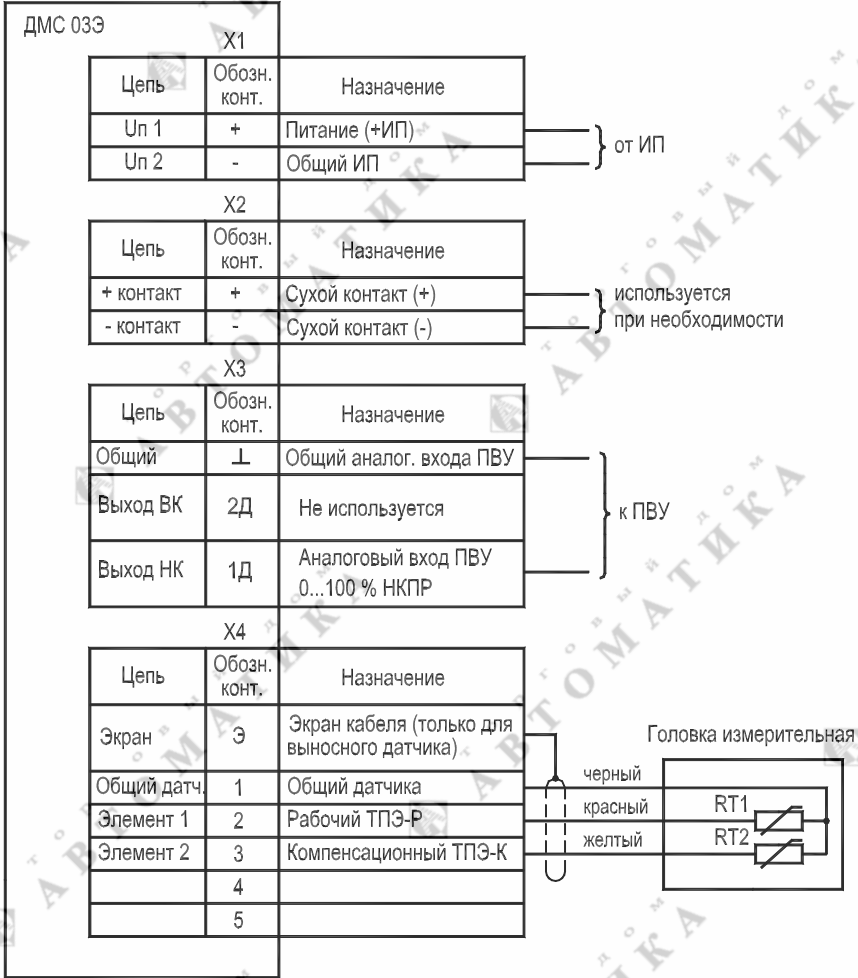 ДМС 03Э
X1
Цепь Обозн. конт. Назначение
Uп 1 + Питание (+ИП)
Uп 2 - Общий ИП
от ИП
X2
Цепь Обозн. конт. Назначение
+ контакт + Сухой контакт (+)
- контакт - Сухой контакт (-)
используется
при необходимости
X3
Цепь Обозн. конт. Назначение
Общий ⊥ Общий аналог. входа ПВУ
Выход ВК 2Д Не используется
Выход НК 1Д Аналоговый вход ПВУ
0...100 % НКПР
к ПВУ
X4
Цепь Обозн. конт. Назначение
Экран Э Экран кабеля (только для
выносного датчика)
Общий датч. 1 Общий датчика
Элемент 1 2 Рабочий ТПЭ-Р
Элемент 2 3 Компенсационный ТПЭ-К
4
5
Головка измерительная
черный
красный RT1
желтый RT2
торговый дом
АВТОМАТИКА